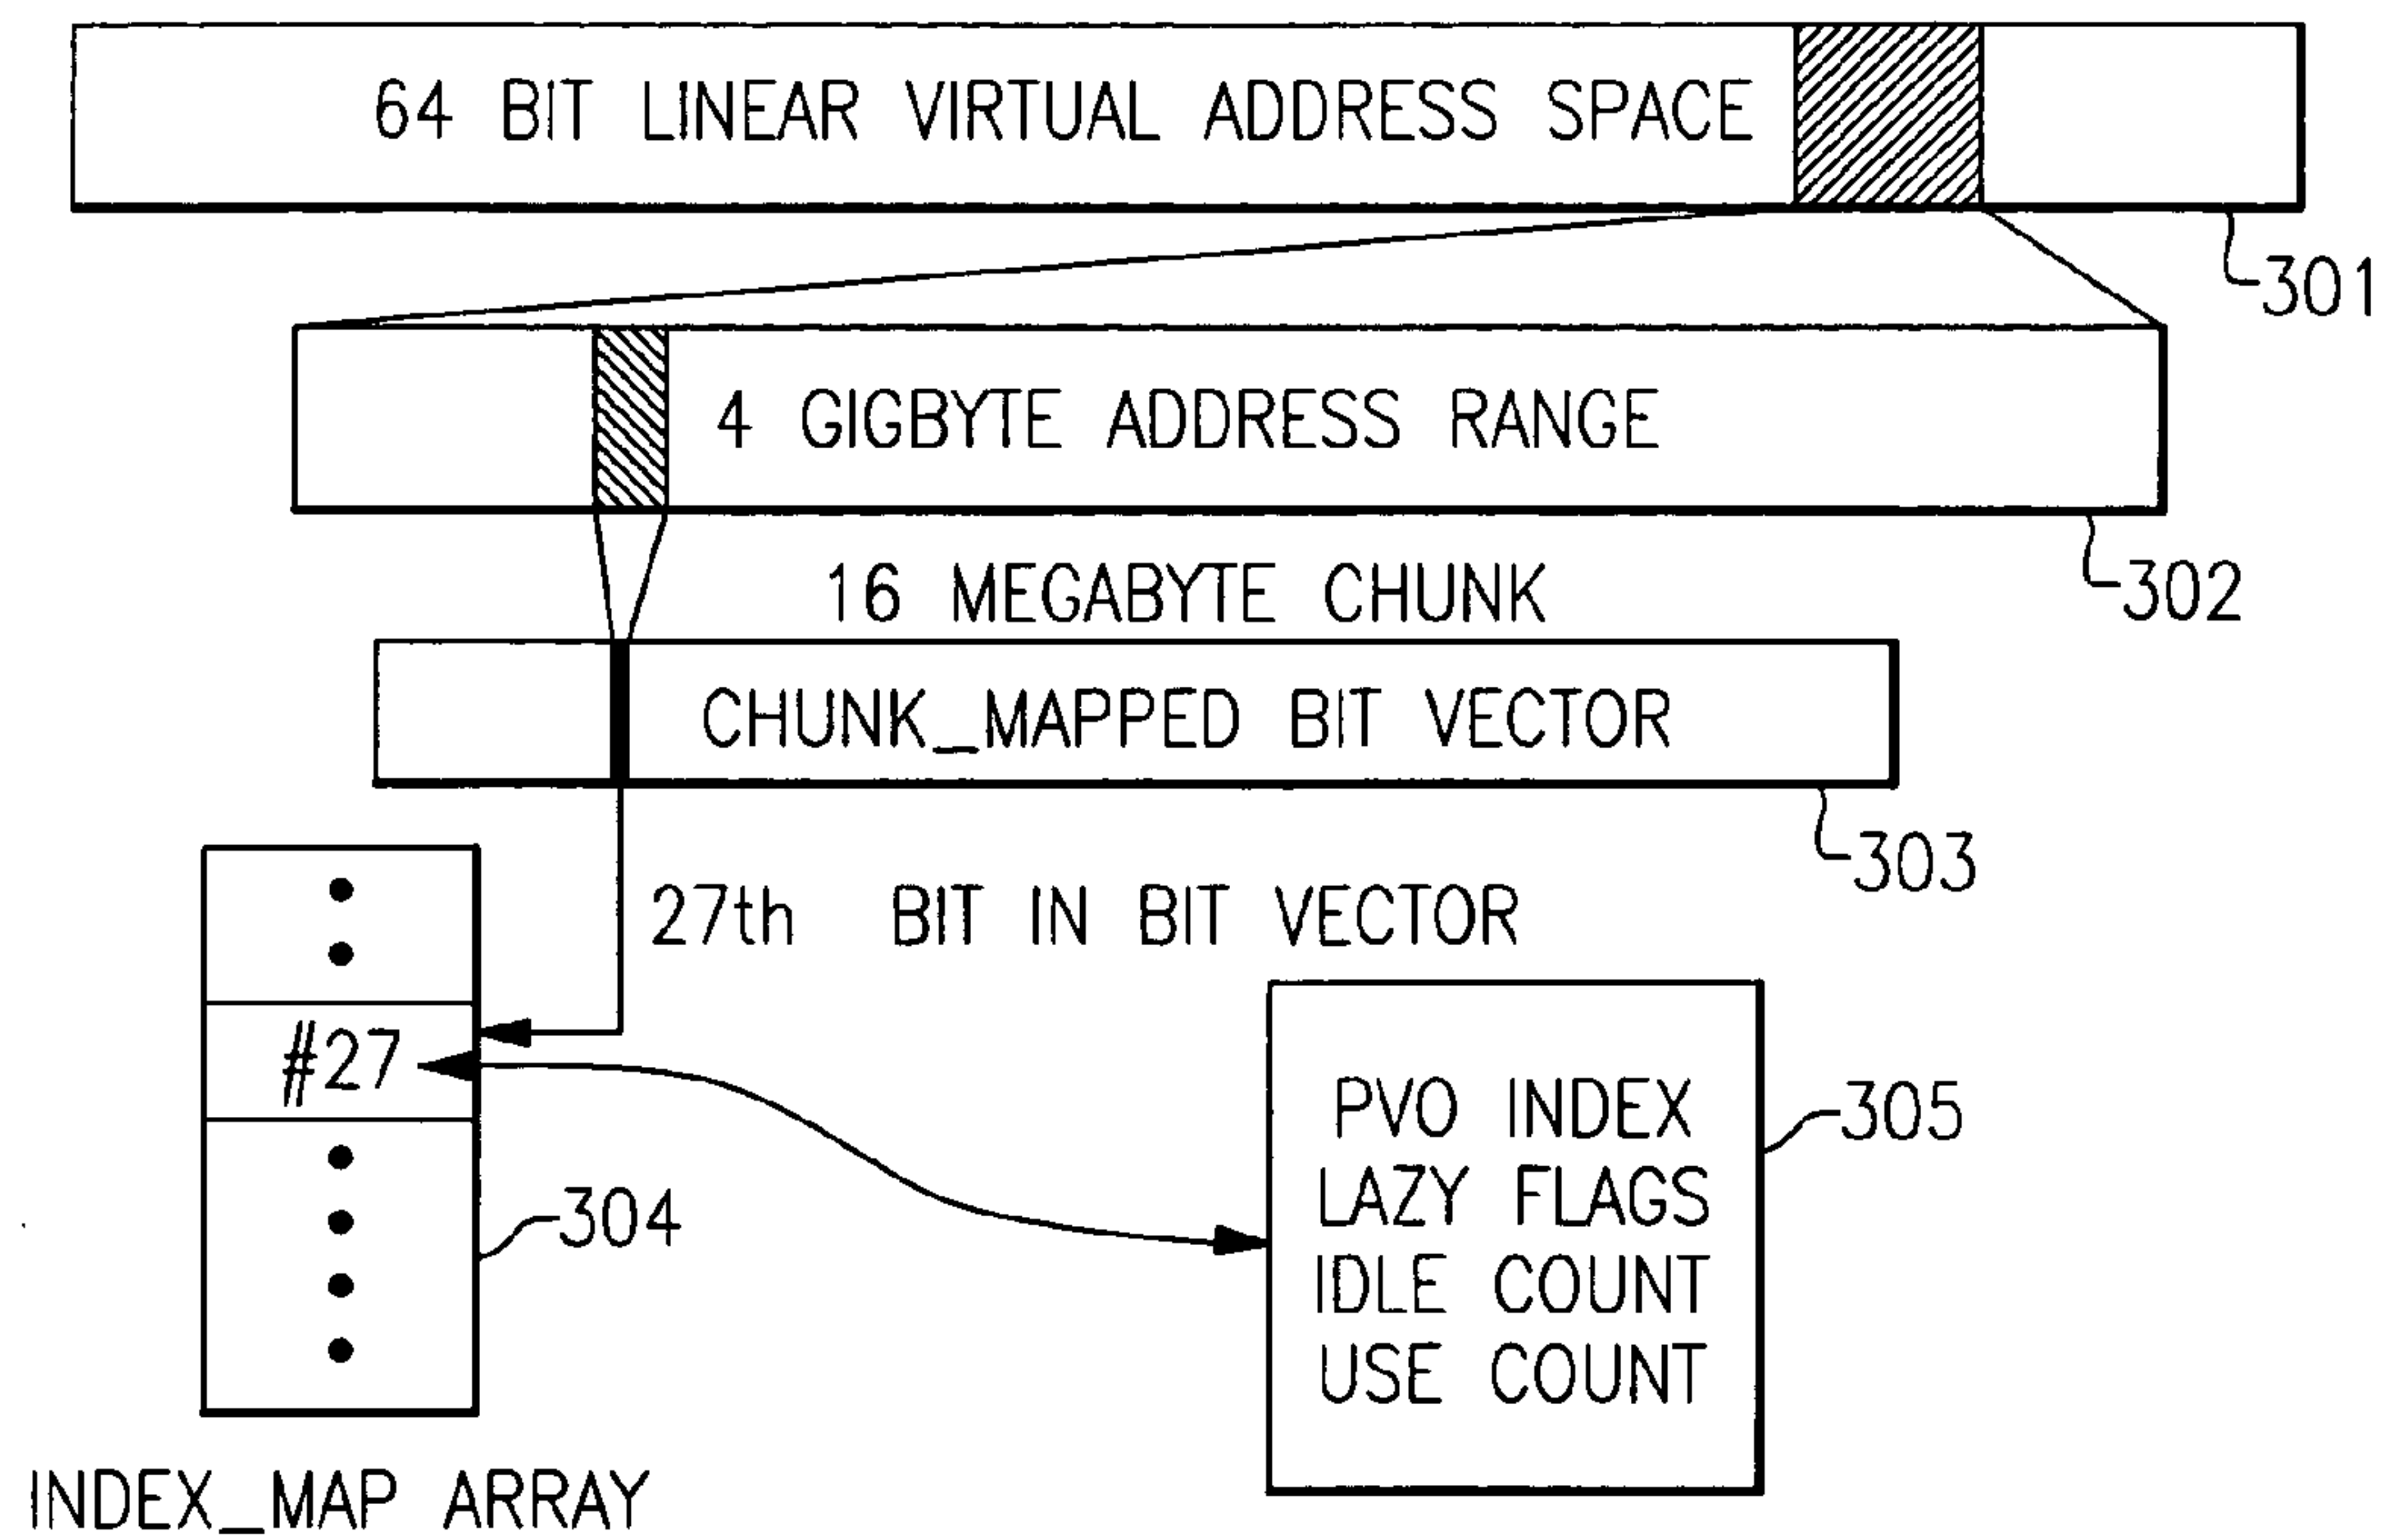 64 BIT LINEAR VIRTUAL ADDRESS SPACE
301
4 GIGBYTE ADDRESS RANGE
302
16 MEGABYTE CHUNK
CHUNK_MAPPED BIT VECTOR
303
27th BIT IN BIT VECTOR
#27
304
PVO INDEX
LAZY FLAGS
IDLE COUNT
USE COUNT
305
INDEX_MAP ARRAY